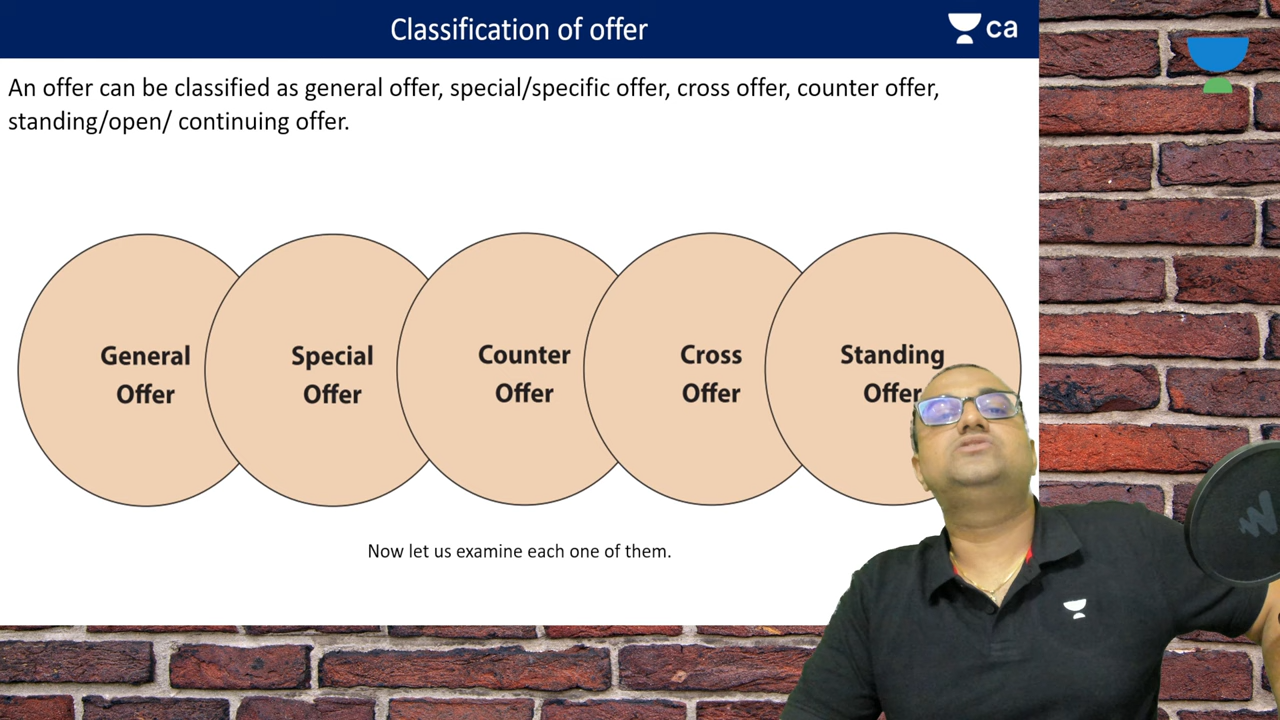 Classification of offer
ca
An offer can be classified as general offer, special/specific offer, cross offer, counter offer,
standing/open/ continuing offer.
General
Offer
Special
Offer
Counter
Offer
Cross
Offer
Standing
Offer
Now let us examine each one of them.